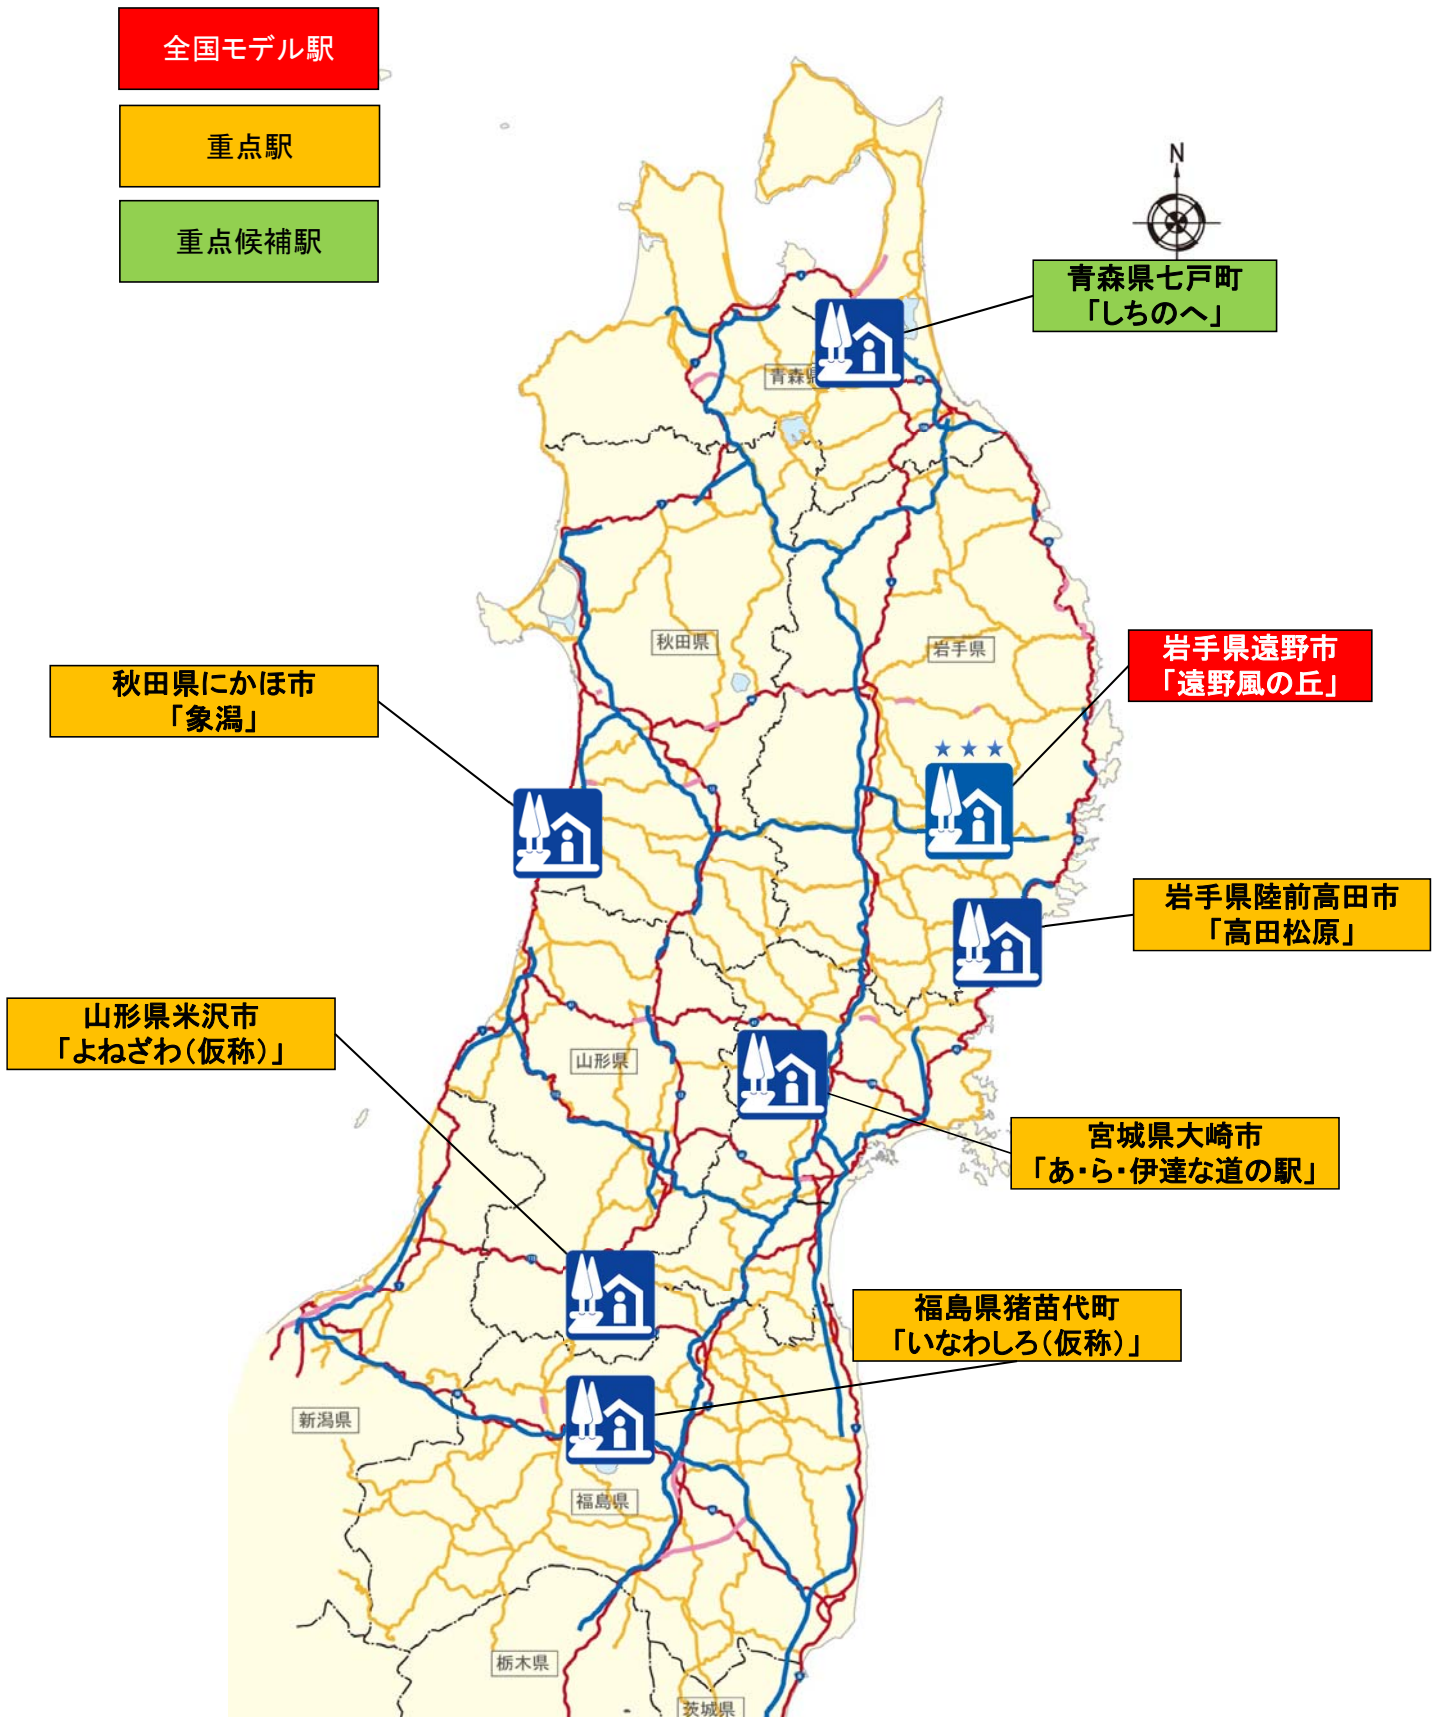 全国モデル駅
重点駅
重点候補駅
N
青森県七戸町
「しちのへ」
青森県
秋田県
岩手県
岩手県遠野市
「遠野風の丘」
秋田県にかほ市
「象潟」
★ ★ ★
岩手県陸前高田市
「高田松原」
山形県米沢市
「よねざわ(仮称)」
山形県
宮城県大崎市
「あ・ら・伊達な道の駅」
福島県猪苗代町
「いなわしろ(仮称)」
新潟県
福島県
栃木県
茨城県